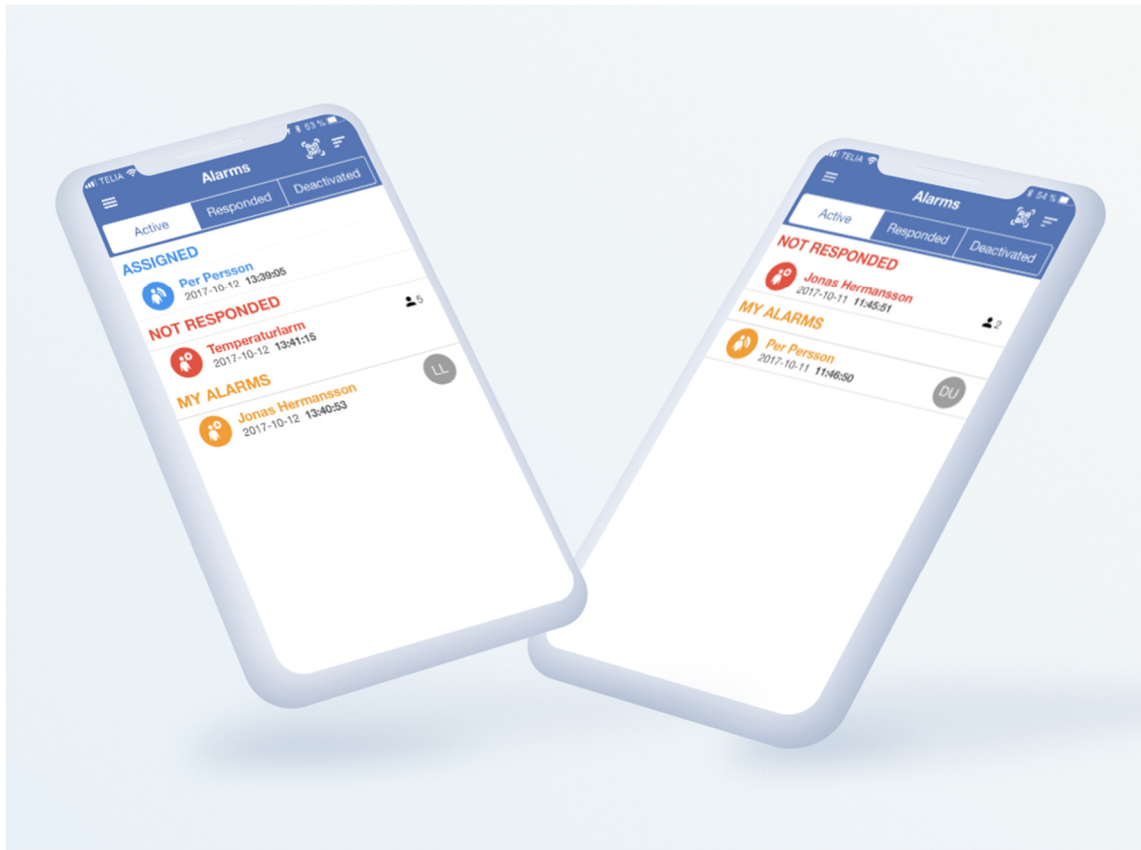 TELIA 53 %
Alarms
Active Responded Deactivated
ASSIGNED
Per Persson
2017-10-12 13:39:05
NOT RESPONDED
5
Temperaturlarm
2017-10-12 13:41:15
MY ALARMS
LL
Jonas Hermansson
2017-10-12 13:40:53
TELIA 54 %
Alarms
Active Responded Deactivated
NOT RESPONDED
Jonas Hermansson
2017-10-11 11:45:51
2
MY ALARMS
Per Persson
2017-10-11 11:46:50
DU